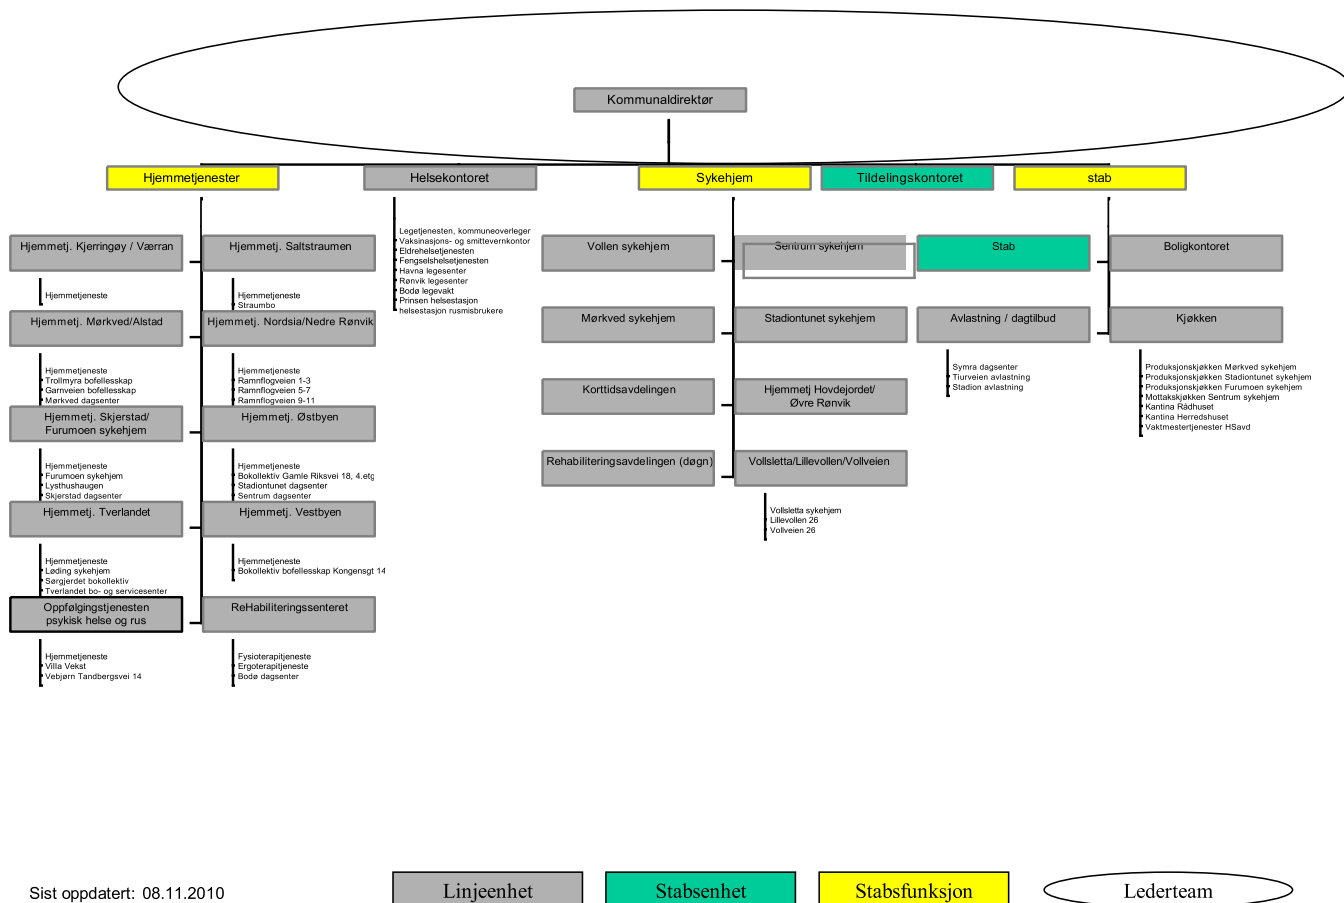 Kommunaldirektør
Hjemmetjenester
Helsekontoret
Sykehjem
Tildelingskontoret
stab
Hjemmetj. Kjerringøy / Værran
Hjemmetjeneste
Hjemmetj. Mørkved/Alstad
Hjemmetjeneste
Trollmyra bofellesskap
Garnveien bofellesskap
Mørkved dagsenter
Hjemmetj. Skjerstad/
Furumoen sykehjem
Hjemmetjeneste
Furumoen sykehjem
Lysthushaugen
Skjerstad dagsenter
Hjemmetj. Tverlandet
Hjemmetjeneste
Løding sykehjem
Sørgjerdet bokollektiv
Tverlandet bo- og servicesenter
Oppfølgingstjenesten
psykisk helse og rus
Hjemmetjeneste
Villa Vekst
Vebjørn Tandbergsvei 14
Hjemmetj. Saltstraumen
Hjemmetjeneste
Straumbo
Hjemmetj. Nordsia/Nedre Rønvik
Hjemmetjeneste
Ramnflogveien 1-3
Ramnflogveien 5-7
Ramnflogveien 9-11
Hjemmetj. Østbyen
Hjemmetjeneste
Bokollektiv Gamle Riksvei 18, 4.etg
Stadiontunet dagsenter
Sentrum dagsenter
Hjemmetj. Vestbyen
Hjemmetjeneste
Bokollektiv bofellesskap Kongensgt 14
ReHabiliteringssenteret
Fysioterapitjeneste
Ergoterapitjeneste
Bodø dagsenter
Legetjenesten, kommuneoverleger
Vaksinasjons- og smittevernkontor
Eldrehelsetjenesten
Fengselshelsetjenesten
Havna legesenter
Rønvik legesenter
Bodø legevakt
Prinsen helsestasjon
helsestasjon rusmisbrukere
Vollen sykehjem
Mørkved sykehjem
Korttidsavdelingen
Rehabiliteringsavdelingen (døgn)
Sentrum sykehjem
Stadiontunet sykehjem
Hjemmetj Hovdejordet/
Øvre Rønvik
Vollsletta/Lillevollen/Vollveien
Vollsletta sykehjem
Lillevollen 26
Vollveien 26
Stab
Avlastning / dagtilbud
Symra dagsenter
Tiurveien avlastning
Stadion avlastning
Boligkontoret
Kjøkken
Produksjonskjøkken Mørkved sykehjem
Produksjonskjøkken Stadiontunet sykehjem
Produksjonskjøkken Furumoen sykehjem
Mottakskjøkken Sentrum sykehjem
Kantina Rådhuset
Kantina Herredshuset
Vaktmestertjenester HSavd
Sist oppdatert: 08.11.2010
Linjeenhet
Stabsenhet
Stabsfunksjon
Lederteam